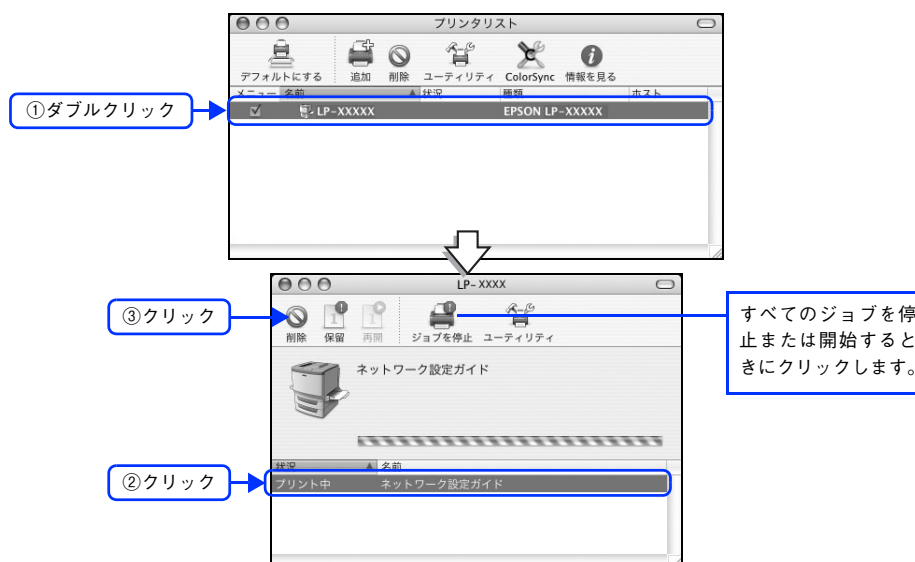 プリンタリスト
デフォルトにする 追加 削除 ユーティリティ ColorSync 情報を見る
メニュー 名前 状況 種類 ホスト
①ダブルクリック
LP-XXXXX EPSON LP-XXXXX
LP-XXXX
③クリック
削除 保留 再開 ジョブを停止 ユーティリティ
すべてのジョブを停
止または開始すると
きにクリックします。
ネットワーク設定ガイド
状況 名前
②クリック
プリント中 ネットワーク設定ガイド